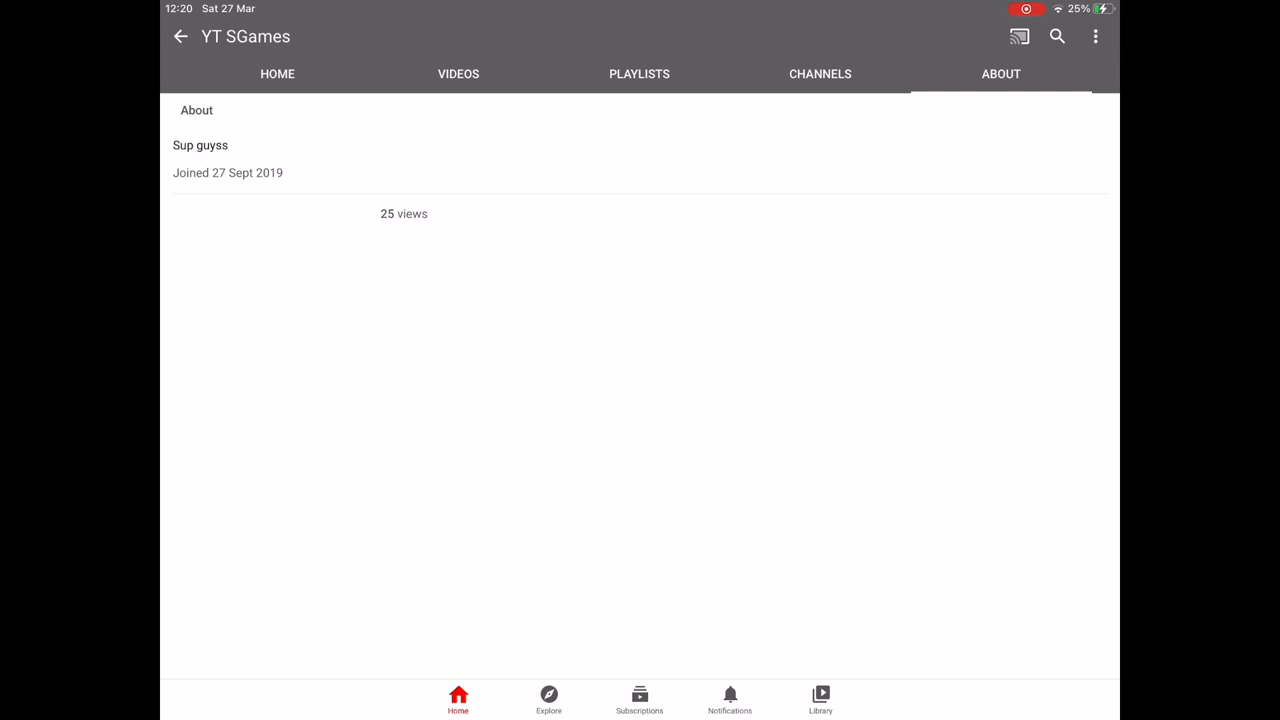 12:20 Sat 27 Mar 25%
YT SGames
HOME VIDEOS PLAYLISTS CHANNELS ABOUT
About
Sup guyss
Joined 27 Sept 2019
25 views
Home Explore Subscriptions Notifications Library